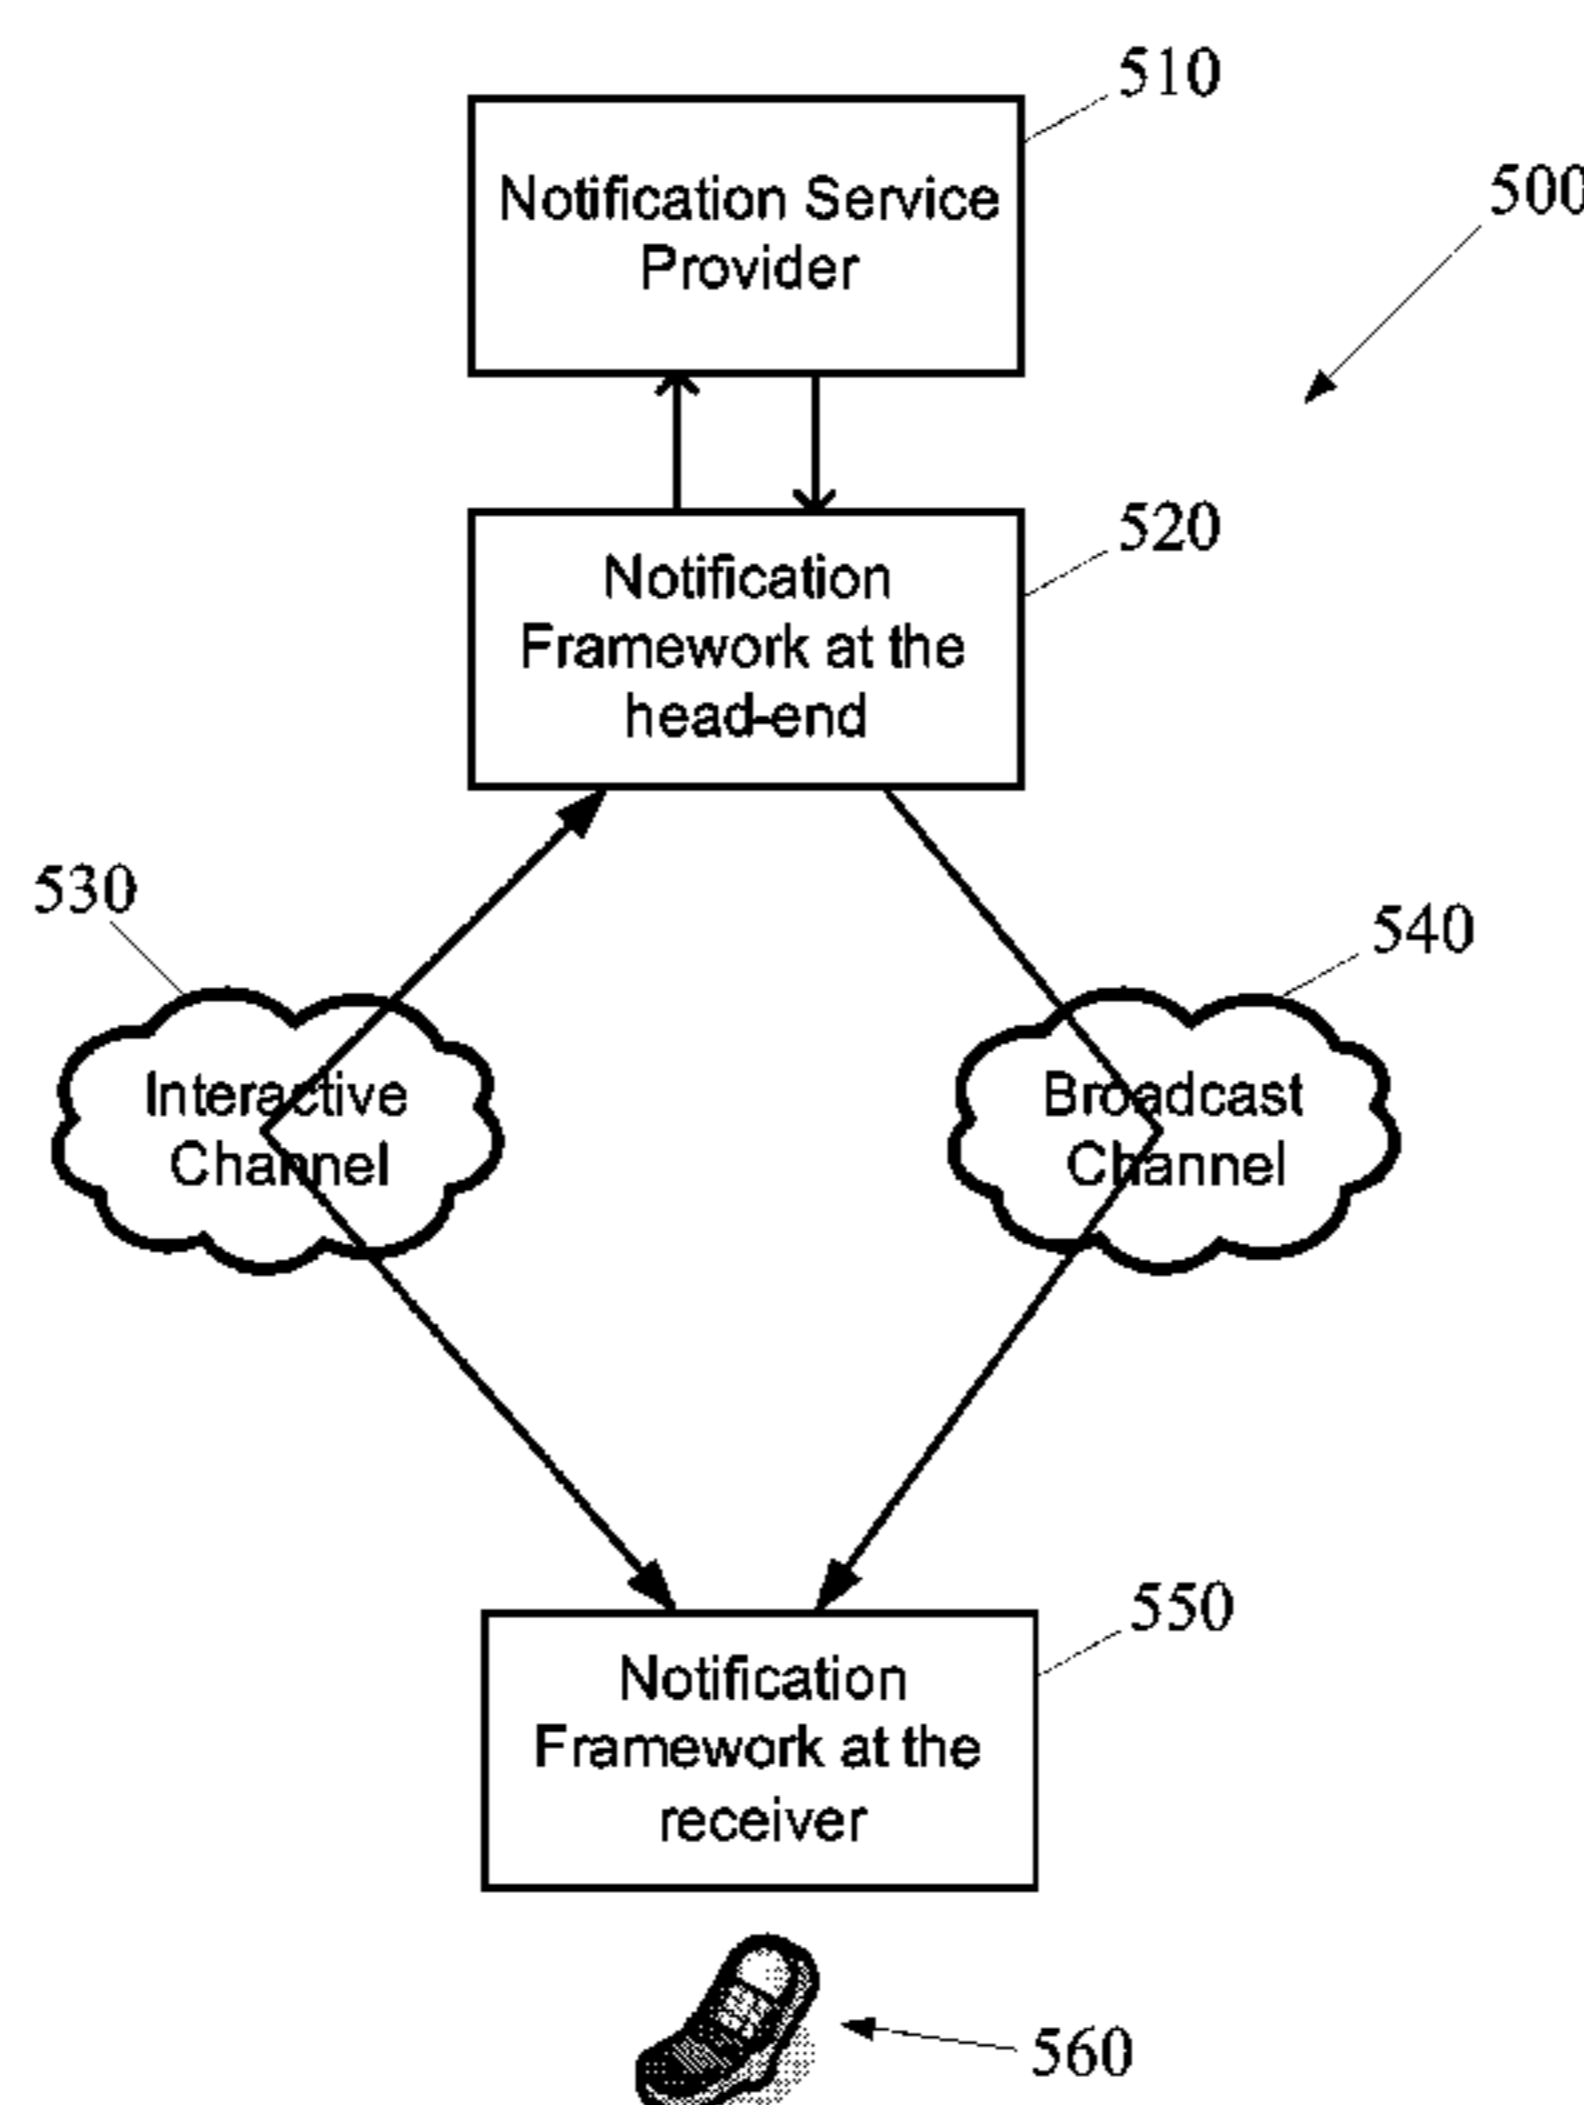 510
500
Notification Service
Provider
520
Notification
Framework at the
head-end
530
540
Interactive
Channel
Broadcast
Channel
550
Notification
Framework at the
receiver
560